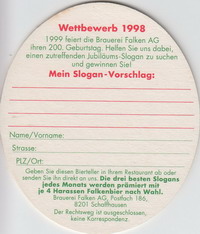 Wettbewerb 1998
1999 feiert die Brauerei Falken AG
ihren 200. Geburtstag. Helfen Sie uns dabei,
einen zutreffenden Jubiläums-Slogan zu suchen
und gewinnen Sie!
Mein Slogan-Vorschlag:
Name/Vorname:
Strasse:
PLZ/Ort:
Geben Sie diesen Bierteller in Ihrem Restaurant ab oder
senden Sie ihn direkt an uns. Die drei besten Slogans
jedes Monats werden prämiert mit
je 4 Harassen Falkenbier nach Wahl.
Brauerei Falken AG, Postfach 186,
8201 Schaffhausen
Der Rechtsweg ist ausgeschlossen,
keine Korrespondenz.